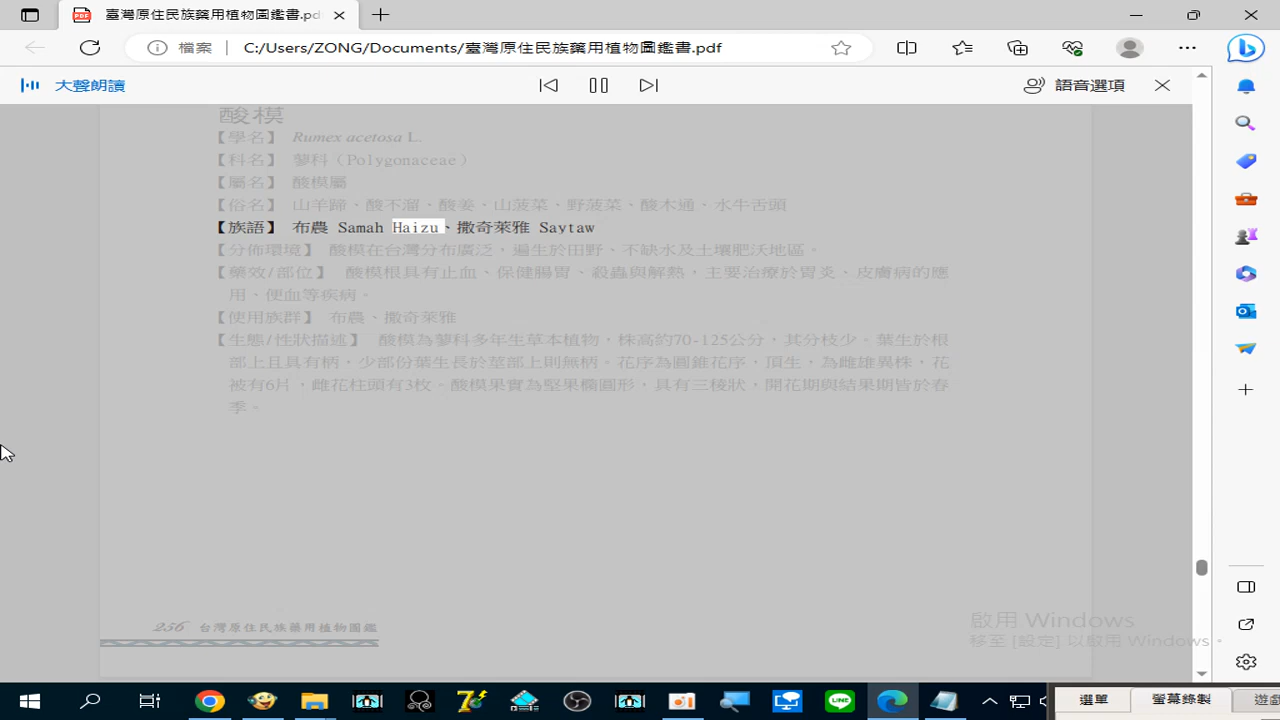 臺灣原住民族藥用植物圖鑑書.pd
檔案 C:/Users/ZONG/Documents/臺灣原住民族藥用植物圖鑑書.pdf
大聲朗讀
語音選項
酸模
【學名】 Rumex acetosa L.
【科名】 蓼科（Polygonaceae）
【屬名】 酸模屬
【俗名】 山羊蹄、酸不溜、酸姜、山菠菜、野菠菜、酸木通、水牛舌頭
【族語】 布農 Samah Haizu、撒奇萊雅 Saytaw
【分佈環境】 酸模在台灣分布廣泛，遍生於田野、不缺水及土壤肥沃地區。
【藥效/部位】 酸模根具有止血、保健腸胃、殺蟲與解熱，主要治療於胃炎、皮膚病的應
用、便血等疾病。
【使用族群】 布農、撒奇萊雅
【生態/性狀描述】 酸模為蓼科多年生草本植物，株高約70-125公分，其分枝少。葉生於根
部上且具有柄，少部份葉生長於莖部上則無柄。花序為圓錐花序，頂生，為雌雄異株，花
被有6片，雌花柱頭有3枚。酸模果實為堅果橢圓形，具有三稜狀，開花期與結果期皆於春
季。
256 台灣原住民族藥用植物圖鑑
啟用 Windows
移至 [設定] 以啟用 Windows。
選單
螢幕錄製
遊戲